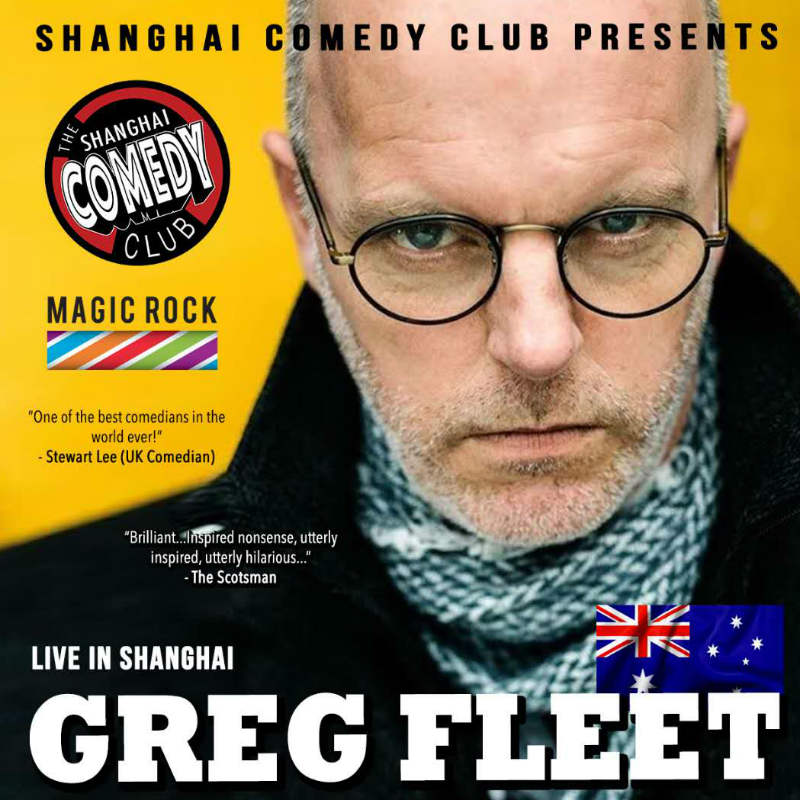 SHANGHAI COMEDY CLUB PRESENTS
THE
SHANGHAI
COMEDY
CLUB
MAGIC ROCK
"One of the best comedians in the
world ever!"
- Stewart Lee (UK Comedian)
"Brilliant...Inspired nonsense, utterly
inspired, utterly hilarious..."
- The Scotsman
LIVE IN SHANGHAI
GREG FLEET